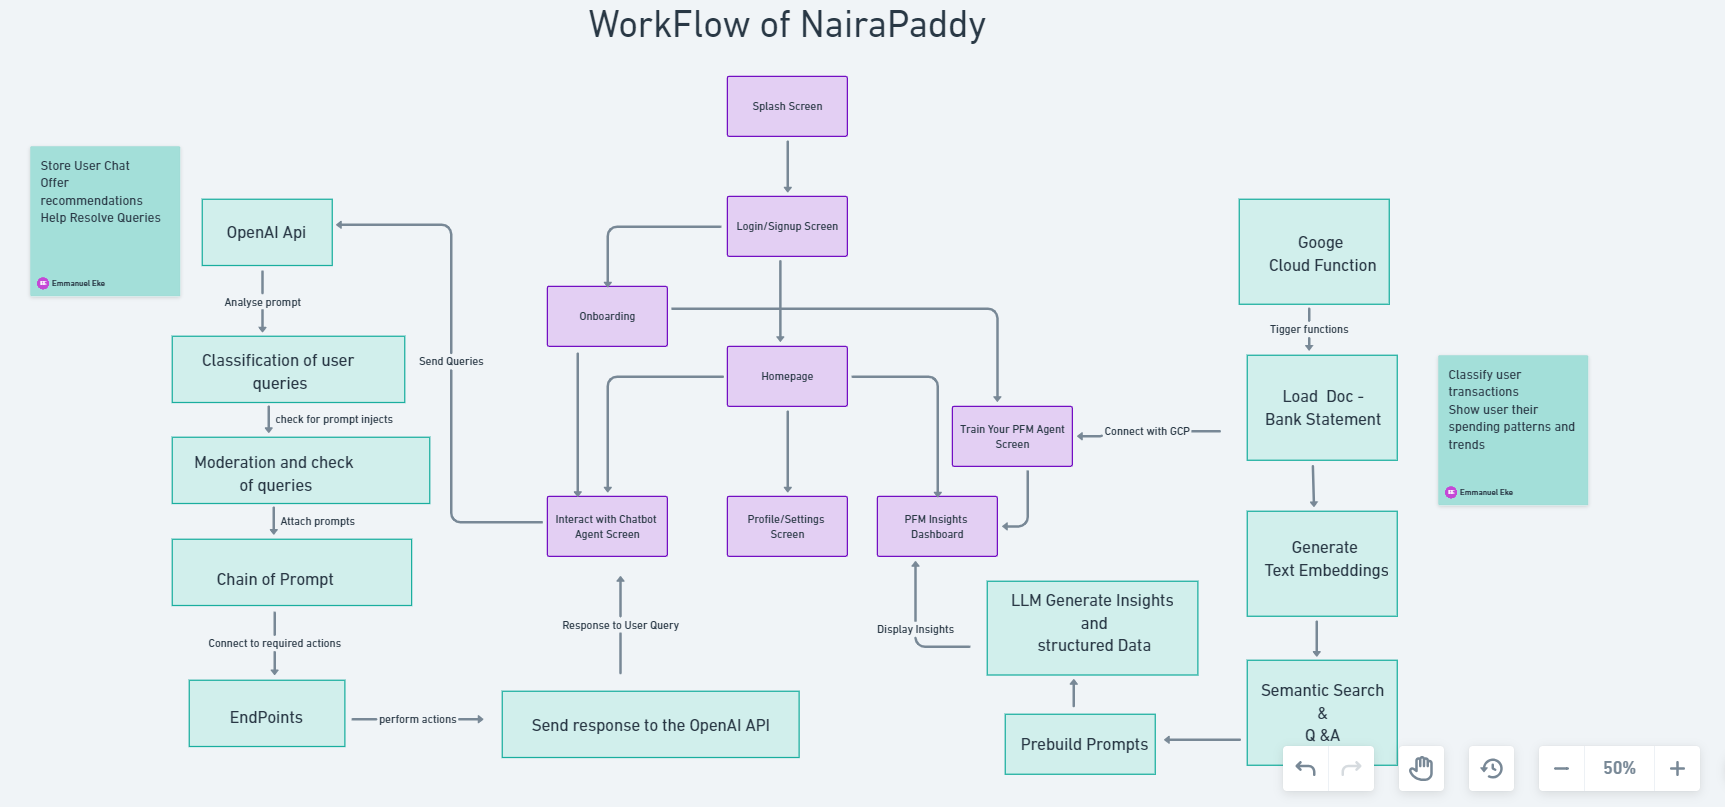 WorkFlow of NairaPaddy
Splash Screen
Store User Chat
Offer
recommendations
Help Resolve Queries
EE
Emmanuel Eke
OpenAI Api
Login/Signup Screen
Googe
Cloud Function
Analyse prompt
Onboarding
Tigger functions
Classification of user
queries
Send Queries
Homepage
Load Doc -
Bank Statement
Classify user
transactions
Show user their
spending patterns and
trends
EE
Emmanuel Eke
check for prompt injects
Train Your PFM Agent
Screen
Connect with GCP
Moderation and check
of queries
Attach prompts
Interact with Chatbot
Agent Screen
Profile/Settings
Screen
PFM Insights
Dashboard
Generate
Text Embeddings
Chain of Prompt
LLM Generate Insights
and
structured Data
Response to User Query
Display Insights
Connect to required actions
Semantic Search
&
Q &A
EndPoints
perform actions
Send response to the OpenAI API
Prebuild Prompts
50%